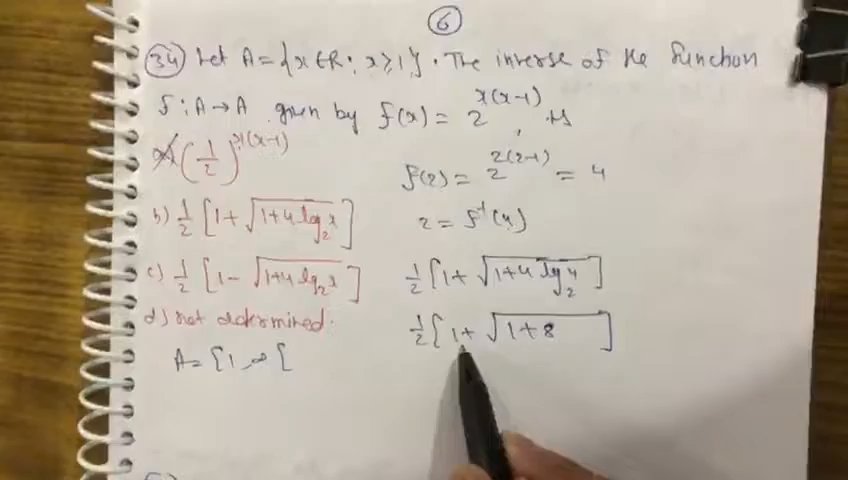 6
34) Let A = {x ∈ R : x ≥ 1}. The inverse of the function
f : A → A given by f(x) = 2^{x(x-1)}, is
a) (1/2)^{x(x-1)}
b) 1/2 [1 + √(1+4 log₂ x)]
c) 1/2 [1 - √(1+4 log₂ x)]
d) not determined.
A = [1, ∞[
f(2) = 2^{2(2-1)} = 4
2 = f⁻¹(4)
1/2 [1 + √(1+4 log₂ 4)]
1/2 [1 + √(1+8)]